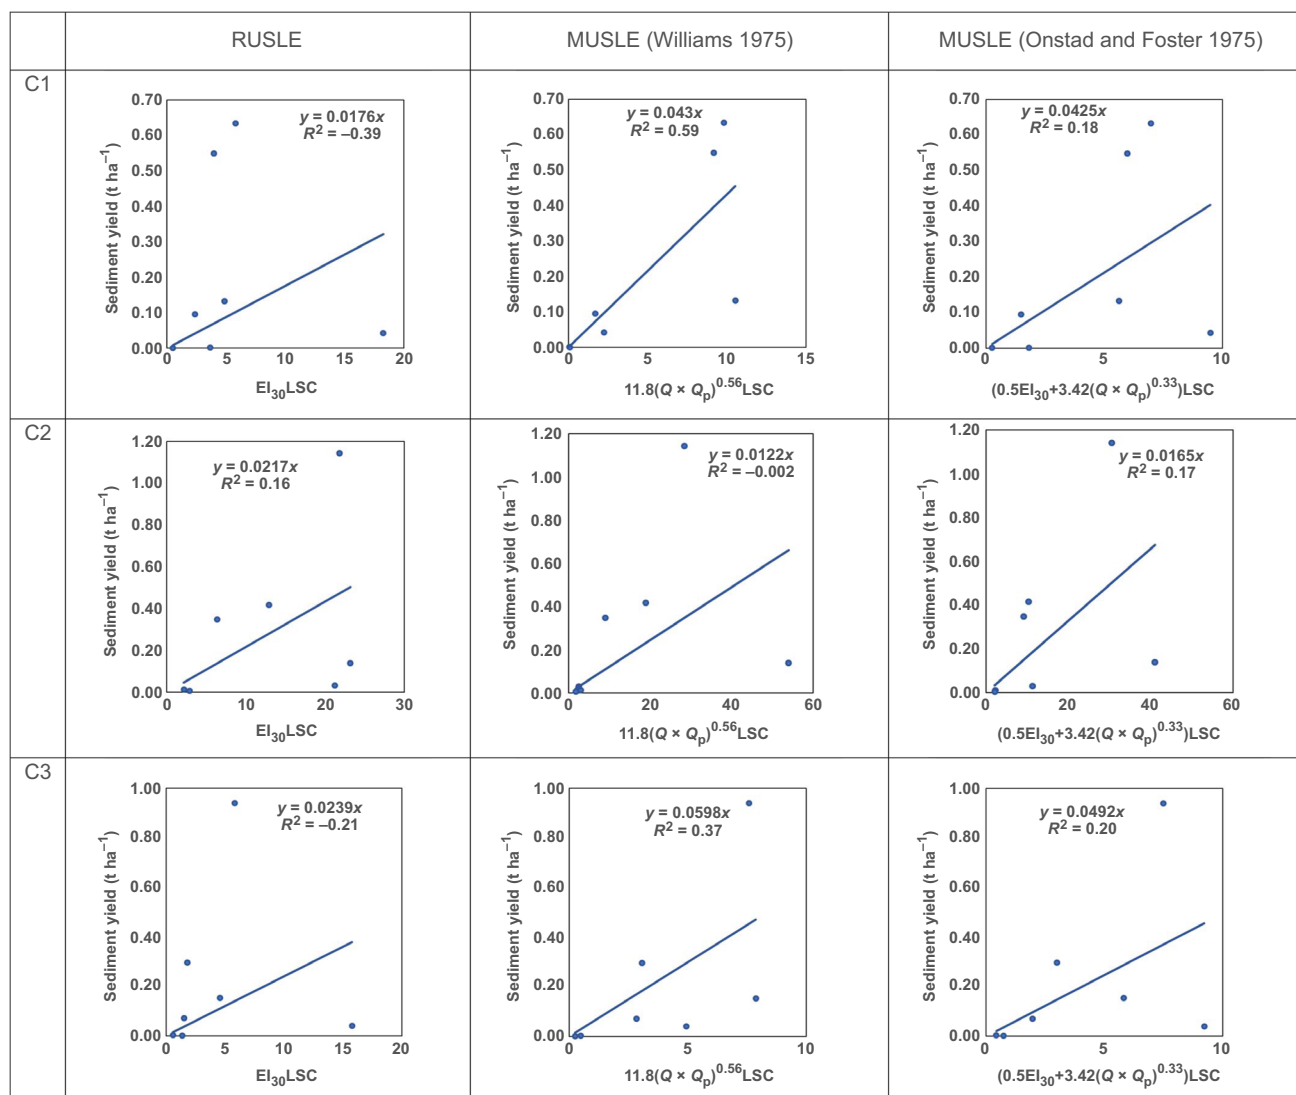 RUSLE
MUSLE (Williams 1975)
MUSLE (Onstad and Foster 1975)
C1
Sediment yield (t ha⁻¹)
0.70
0.60
0.50
0.40
0.30
0.20
0.10
0.00
y = 0.0176x
R² = –0.39
0
5
10
15
20
EI₃₀LSC
Sediment yield (t ha⁻¹)
0.70
0.60
0.50
0.40
0.30
0.20
0.10
0.00
y = 0.043x
R² = 0.59
0
5
10
15
11.8(Q × Qₚ)⁰·⁵⁶LSC
Sediment yield (t ha⁻¹)
0.70
0.60
0.50
0.40
0.30
0.20
0.10
0.00
y = 0.0425x
R² = 0.18
0
5
10
(0.5EI₃₀+3.42(Q × Qₚ)⁰·³³)LSC
C2
Sediment yield (t ha⁻¹)
1.20
1.00
0.80
0.60
0.40
0.20
0.00
y = 0.0217x
R² = 0.16
0
10
20
30
EI₃₀LSC
Sediment yield (t ha⁻¹)
1.20
1.00
0.80
0.60
0.40
0.20
0.00
y = 0.0122x
R² = –0.002
0
20
40
60
11.8(Q × Qₚ)⁰·⁵⁶LSC
Sediment yield (t ha⁻¹)
1.20
1.00
0.80
0.60
0.40
0.20
0.00
y = 0.0165x
R² = 0.17
0
20
40
60
(0.5EI₃₀+3.42(Q × Qₚ)⁰·³³)LSC
C3
Sediment yield (t ha⁻¹)
1.00
0.80
0.60
0.40
0.20
0.00
y = 0.0239x
R² = –0.21
0
5
10
15
20
EI₃₀LSC
Sediment yield (t ha⁻¹)
1.00
0.80
0.60
0.40
0.20
0.00
y = 0.0598x
R² = 0.37
0
5
10
11.8(Q × Qₚ)⁰·⁵⁶LSC
Sediment yield (t ha⁻¹)
1.00
0.80
0.60
0.40
0.20
0.00
y = 0.0492x
R² = 0.20
0
5
10
(0.5EI₃₀+3.42(Q × Qₚ)⁰·³³)LSC